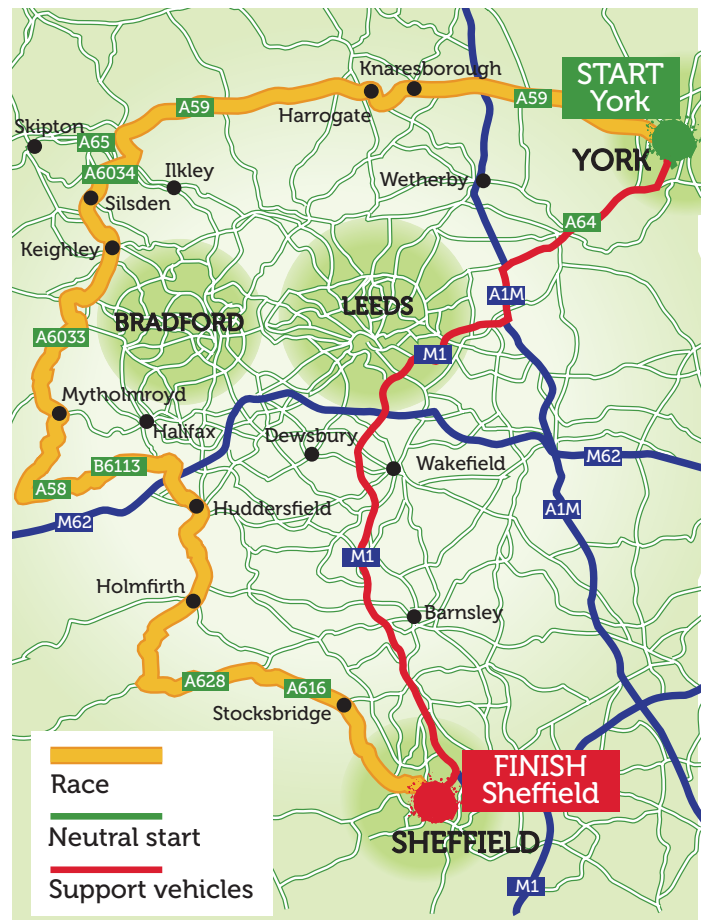 Knaresborough
START
York
A59
A59
Harrogate
Skipton
A65
YORK
A6034
Ilkley
Wetherby
Silsden
A64
Keighley
A1M
LEEDS
BRADFORD
A6033
M1
Mytholmroyd
Halifax
Dewsbury
B6113
Wakefield
M62
A58
Huddersfield
A1M
M62
M1
Holmfirth
Barnsley
A628
A616
Stocksbridge
FINISH
Sheffield
Race
Neutral start
SHEFFIELD
Support vehicles
M1